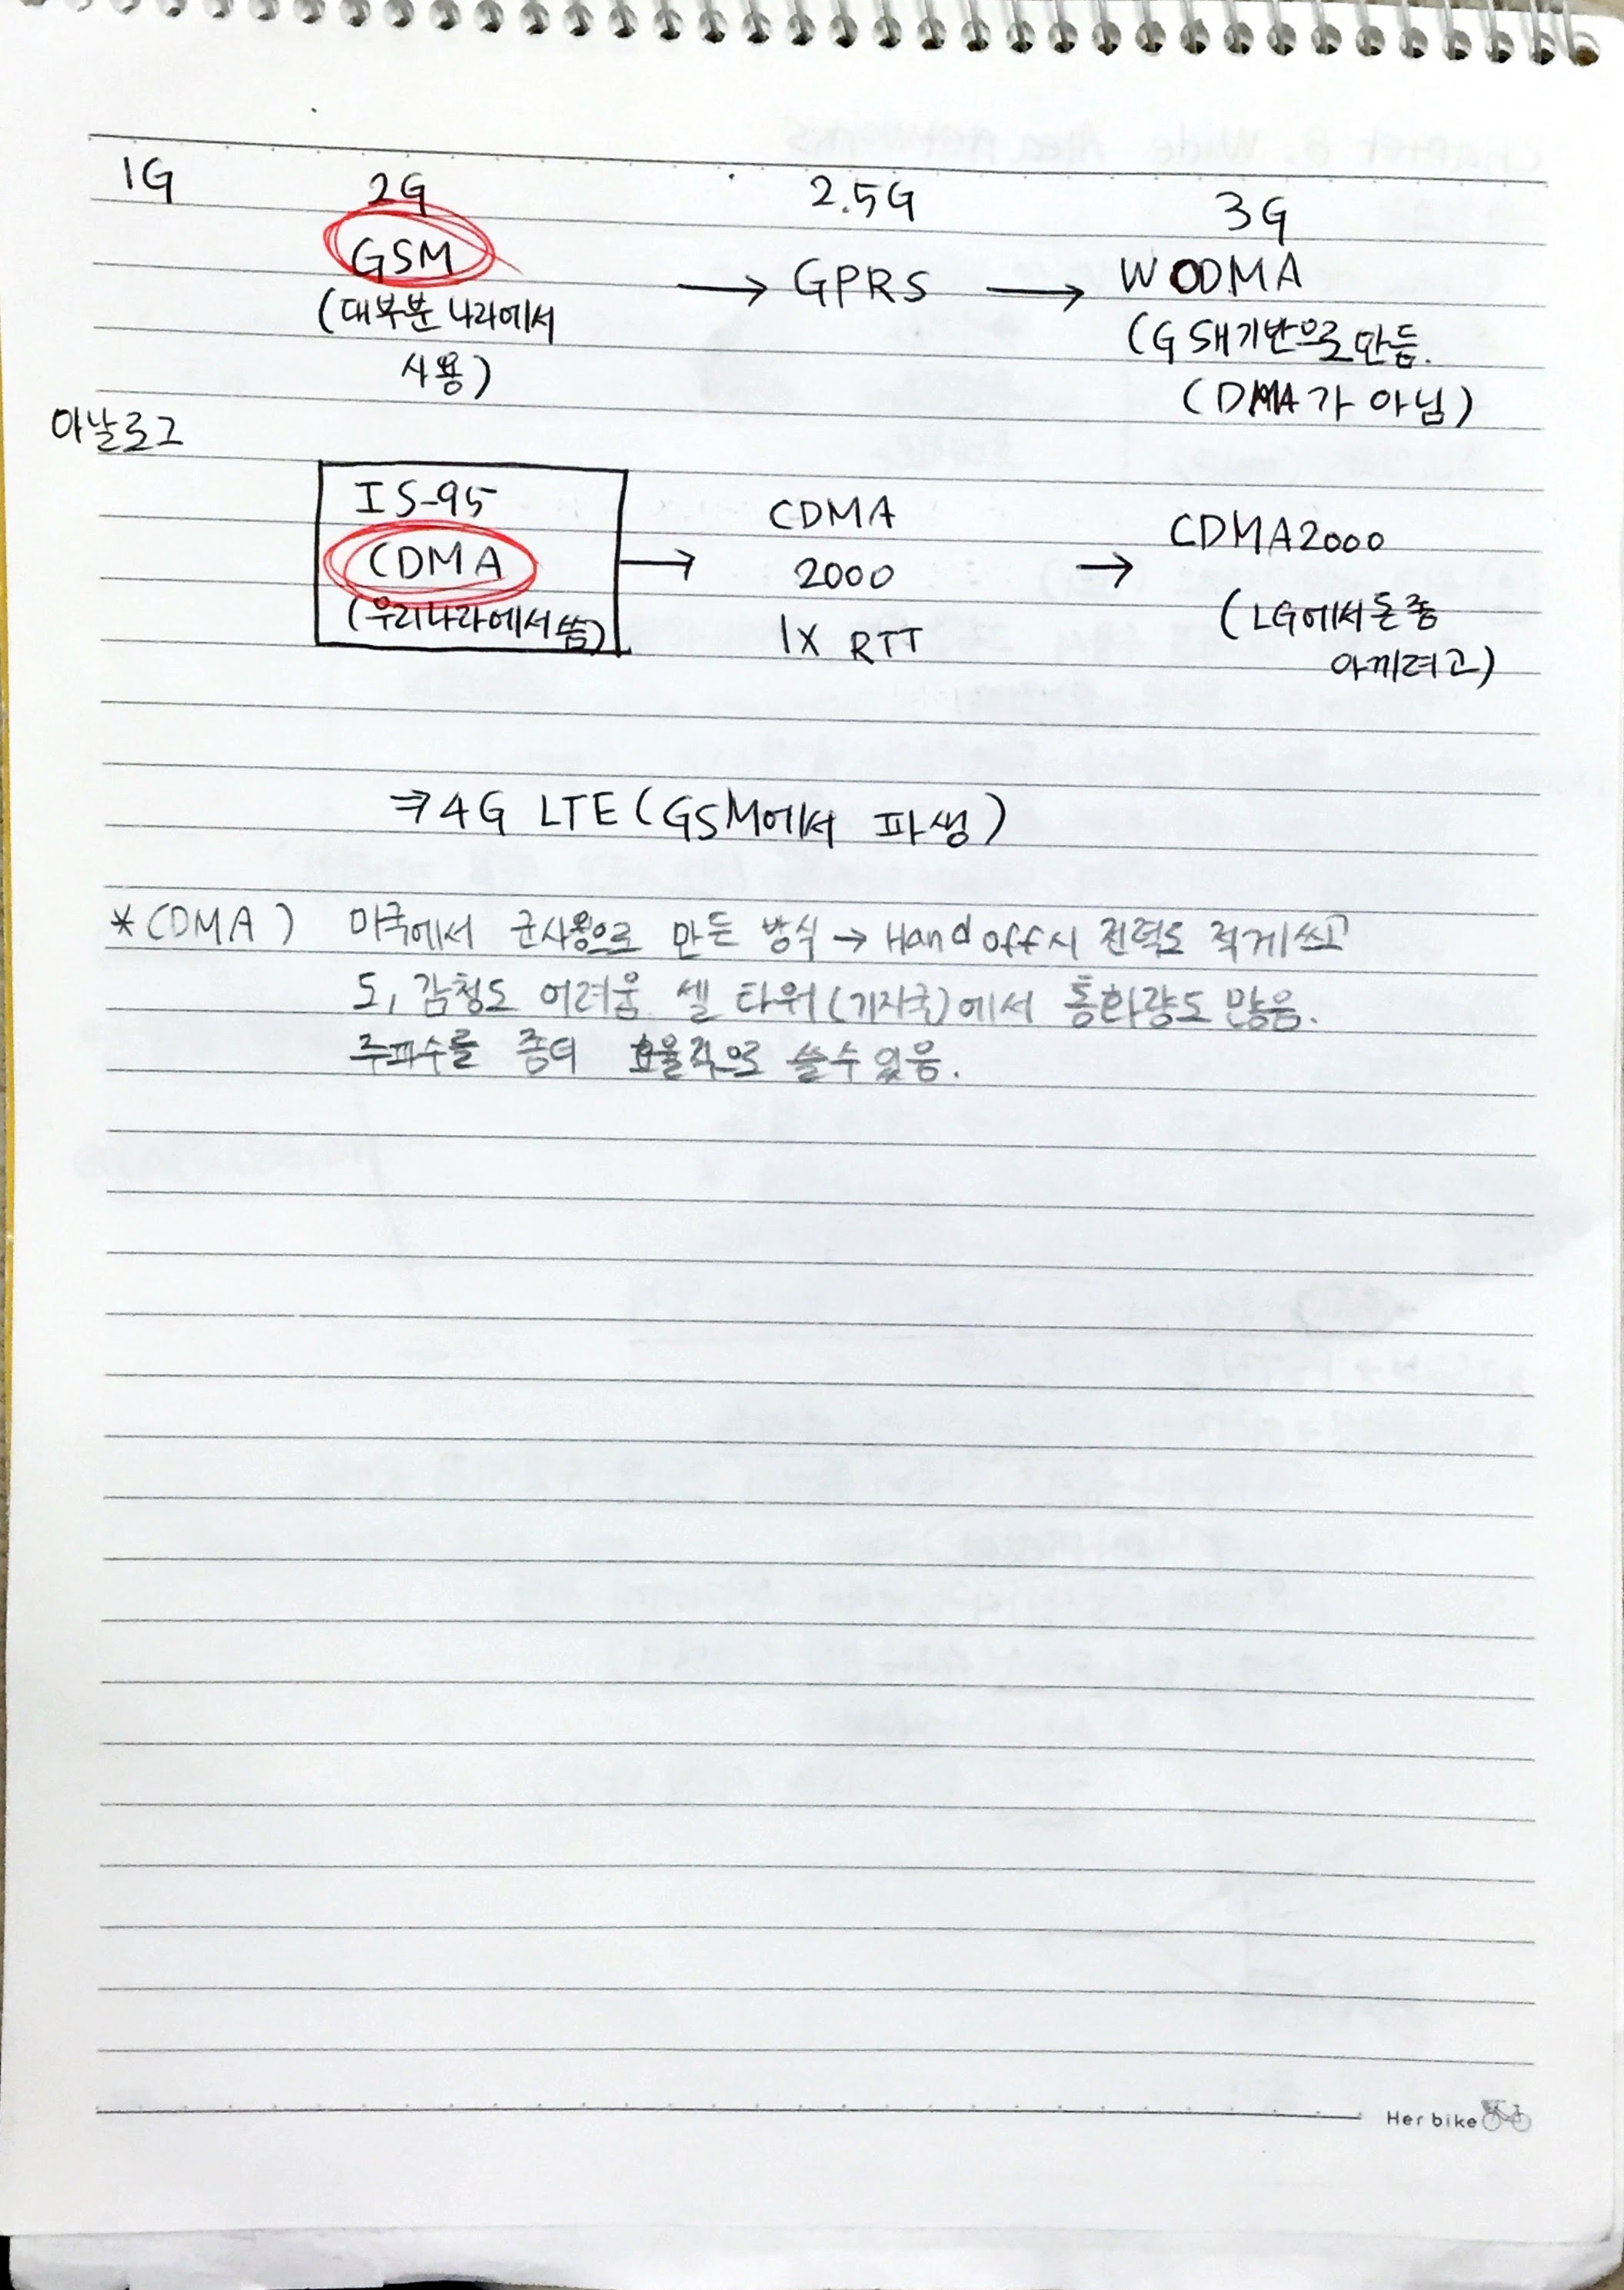 1G 2G 2.5G 3G
GSM → GPRS → WCDMA
(대부분 나라에서
사용)
(GSM기반으로 만듬.
(DMA가 아님)
아날로그
IS-95
CDMA
(우리나라에서 씀)
→ CDMA
2000
1X RTT
→ CDMA2000
(LG에서 돈 좀
아끼려고)
⇒ 4G LTE (GSM에서 파생)
* CDMA) 미국에서 군사용으로 만든 방식 → Hand off시 전력도 적게쓰고
도, 감청도 어려움. 셀 타워(기지국)에서 통화량도 많음.
주파수를 좀더 효율적으로 쓸수 있음.
Her bike